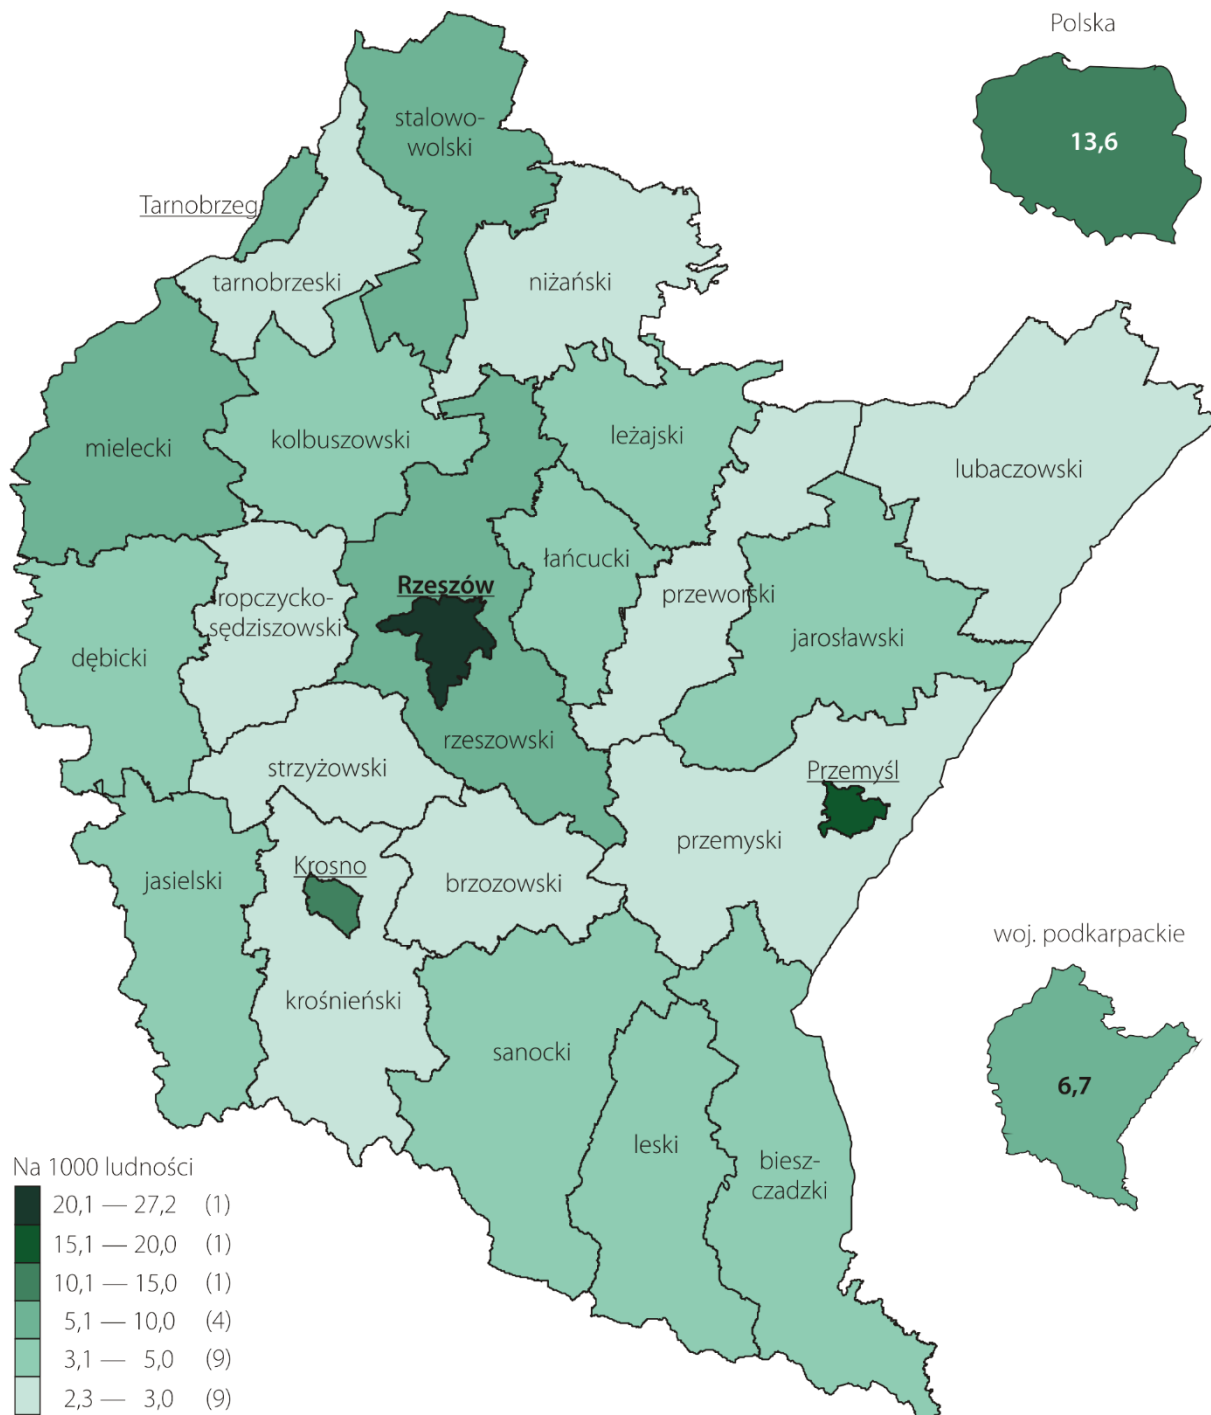 Polska
13,6
stalowo-
wolski
Tarnobrzeg
tarnobrzeski
niżański
mielecki
kolbuszowski
leżajski
lubaczowski
łańcucki
Rzeszów
ropczycko-
sędziszowski
przeworski
jarosławski
dębicki
rzeszowski
strzyżowski
Przemyśl
przemyski
Krosno
jasielski
brzozowski
woj. podkarpackie
krośnieński
sanocki
6,7
leski
biesz-
czadzki
Na 1000 ludności
20,1 — 27,2 (1)
15,1 — 20,0 (1)
10,1 — 15,0 (1)
5,1 — 10,0 (4)
3,1 — 5,0 (9)
2,3 — 3,0 (9)